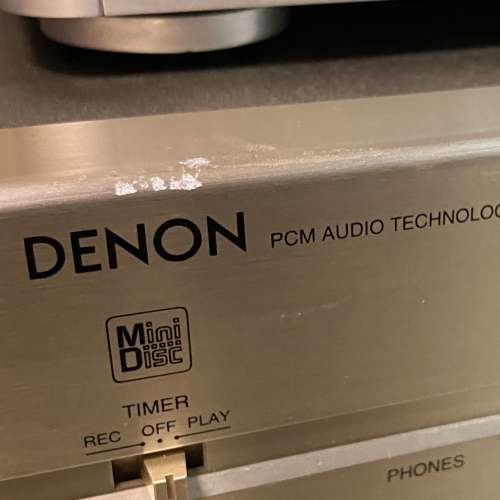 DENON PCM AUDIO TECHNOLOG
Mini
Disc
TIMER
REC OFF PLAY
PHONES